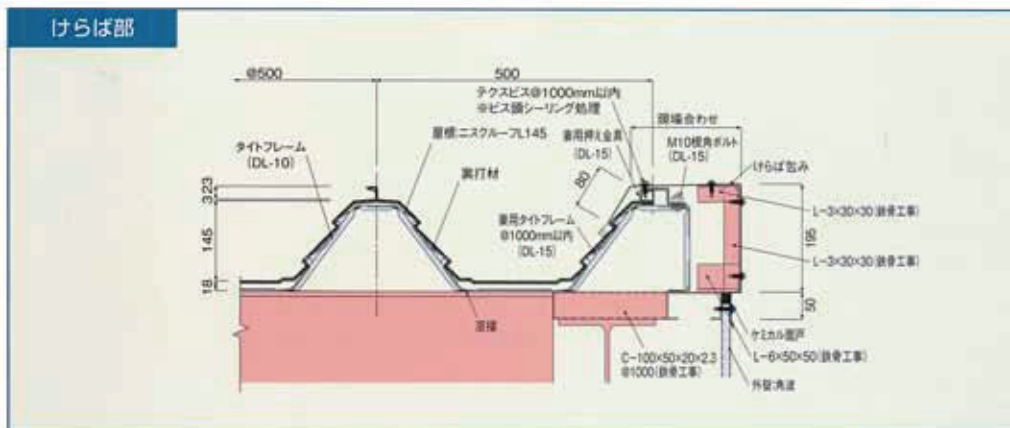 けらば部
@500
500
テクスビス@1000mm以内
※ビス頭シーリング処理
現場合わせ
屋根:ニスクルーフL145
妻用押え金具
(DL-15)
M10横角ボルト
(DL-15)
タイトフレーム
(DL-10)
裏打材
80
けらば包み
323
L-3×30×30(鉄骨工事)
妻用タイトフレーム
@1000mm以内
(DL-15)
145
195
L-3×30×30(鉄骨工事)
18
50
溶接
ケミカル面戸
C-100×50×20×2.3
@1000(鉄骨工事)
L-6×50×50(鉄骨工事)
外壁:角波